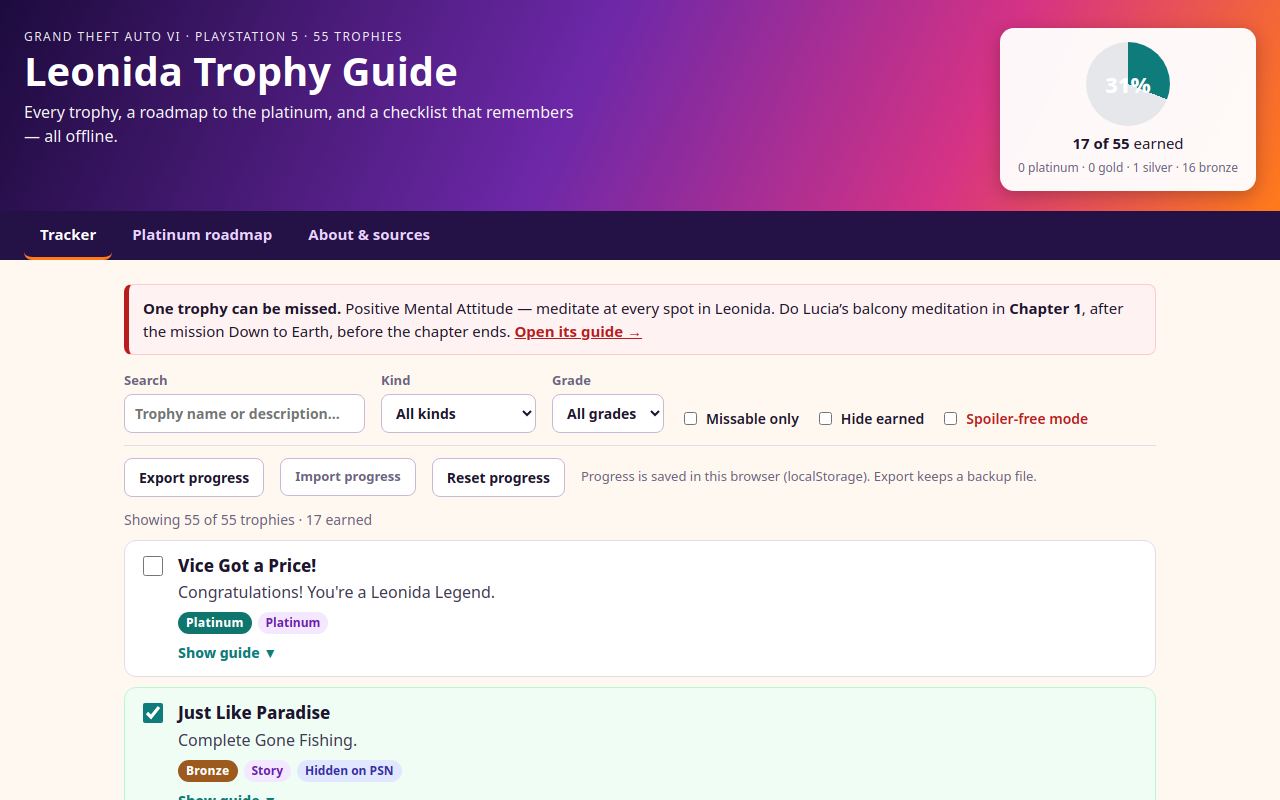 GRAND THEFT AUTO VI · PLAYSTATION 5 · 55 TROPHIES
Leonida Trophy Guide
Every trophy, a roadmap to the platinum, and a checklist that remembers
— all offline.
31%
17 of 55 earned
0 platinum · 0 gold · 1 silver · 16 bronze
Tracker
Platinum roadmap
About & sources
One trophy can be missed. Positive Mental Attitude — meditate at every spot in Leonida. Do Lucia’s balcony meditation in Chapter 1, after
the mission Down to Earth, before the chapter ends. Open its guide →
Search
Kind
Grade
Trophy name or description…
All kinds
All grades
Missable only
Hide earned
Spoiler-free mode
Export progress
Import progress
Reset progress
Progress is saved in this browser (localStorage). Export keeps a backup file.
Showing 55 of 55 trophies · 17 earned
Vice Got a Price!
Congratulations! You're a Leonida Legend.
Platinum
Platinum
Show guide ▼
Just Like Paradise
Complete Gone Fishing.
Bronze
Story
Hidden on PSN
Show guide ▼